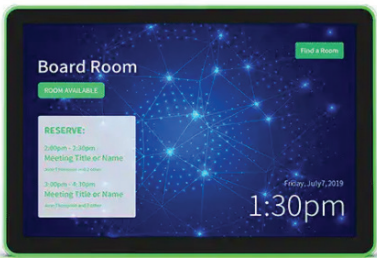 Find a Room
Board Room
ROOM AVAILABLE
RESERVE:
2:00pm - 2:30pm
Meeting Title or Name
3:30pm - 4:30pm
Meeting Title or Name
Friday, July7, 2019
1:30pm